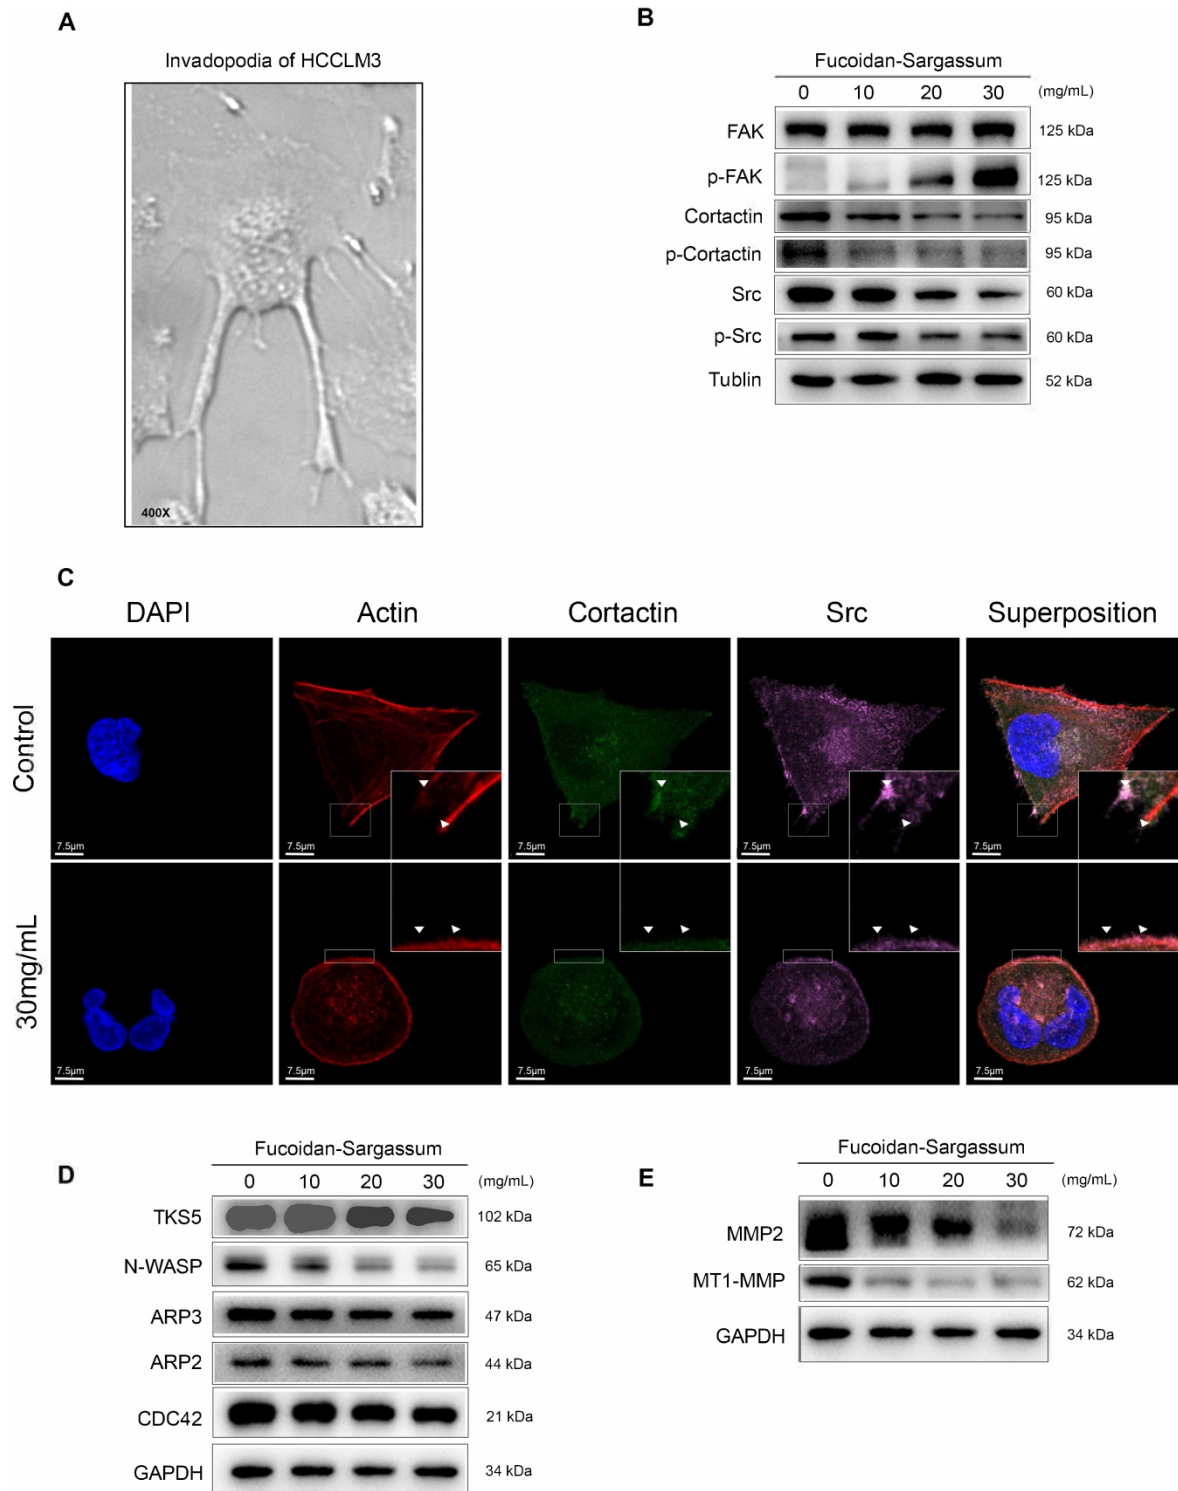 A
Invadopodia of HCCLM3
400X
B
Fucoidan-Sargassum
0 10 20 30 (mg/mL)
FAK 125 kDa
p-FAK 125 kDa
Cortactin 95 kDa
p-Cortactin 95 kDa
Src 60 kDa
p-Src 60 kDa
Tublin 52 kDa
C
DAPI Actin Cortactin Src Superposition
Control
7.5μm 7.5μm 7.5μm 7.5μm 7.5μm
30mg/mL
7.5μm 7.5μm 7.5μm 7.5μm 7.5μm
D
Fucoidan-Sargassum
0 10 20 30 (mg/mL)
TKS5 102 kDa
N-WASP 65 kDa
ARP3 47 kDa
ARP2 44 kDa
CDC42 21 kDa
GAPDH 34 kDa
E
Fucoidan-Sargassum
0 10 20 30 (mg/mL)
MMP2 72 kDa
MT1-MMP 62 kDa
GAPDH 34 kDa